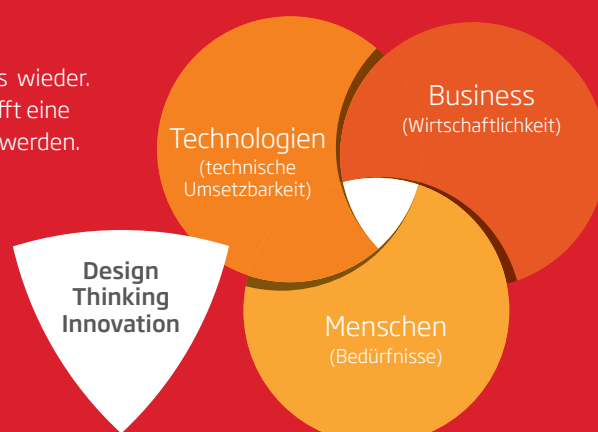 s wieder.
fft eine
werden.
Technologien
(technische
Umsetzbarkeit)
Business
(Wirtschaftlichkeit)
Design
Thinking
Innovation
Menschen
(Bedürfnisse)